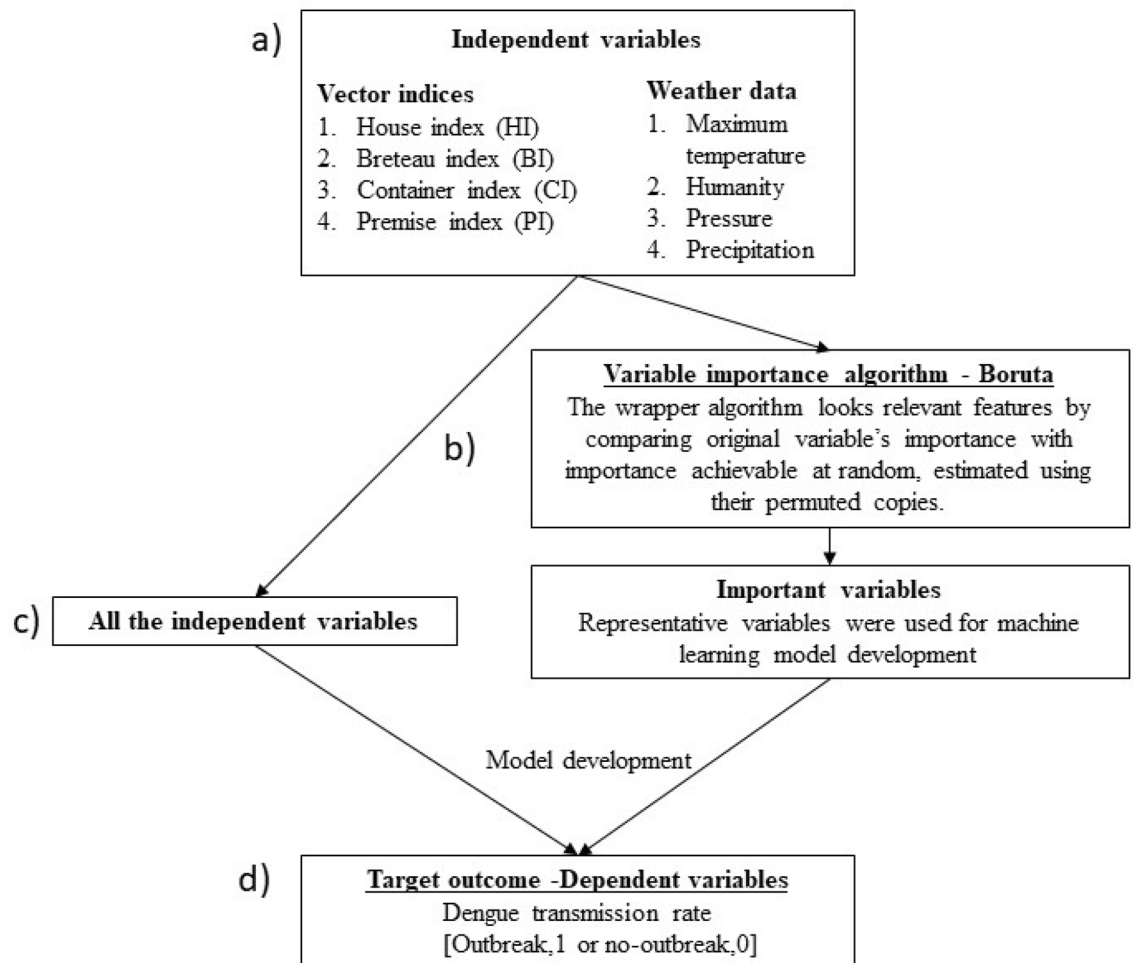 a)
Independent variables
Vector indices
1. House index (HI)
2. Breteau index (BI)
3. Container index (CI)
4. Premise index (PI)
Weather data
1. Maximum
temperature
2. Humanity
3. Pressure
4. Precipitation
b)
Variable importance algorithm - Boruta
The wrapper algorithm looks relevant features by
comparing original variable's importance with
importance achievable at random, estimated using
their permuted copies.
Important variables
Representative variables were used for machine
learning model development
c)
All the independent variables
Model development
d)
Target outcome -Dependent variables
Dengue transmission rate
[Outbreak,1 or no-outbreak,0]